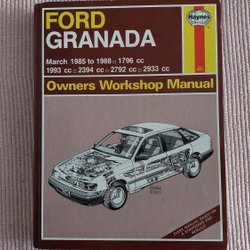 FORD
GRANADA
Haynes
March 1985 to 1988 □ 1796 cc
1993 cc □ 2394 cc □ 2792 cc □ 2933 cc
Owners Workshop Manual